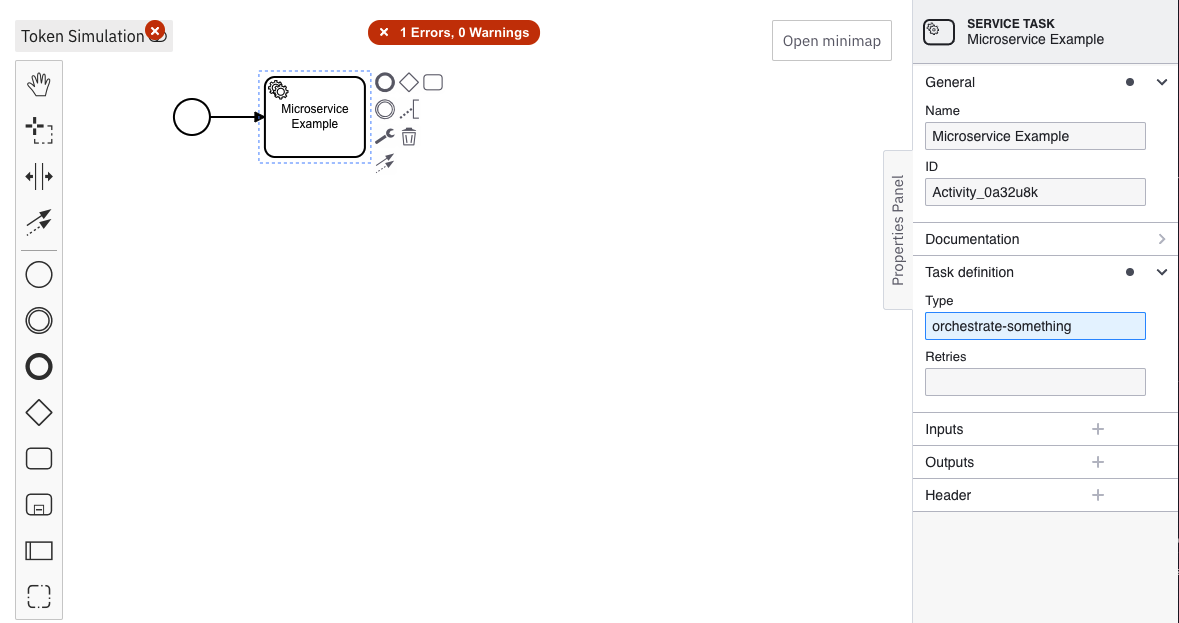 Token Simulation
1 Errors, 0 Warnings
Open minimap
Microservice
Example
Properties Panel
SERVICE TASK
Microservice Example
General
Name
Microservice Example
ID
Activity_0a32u8k
Documentation
Task definition
Type
orchestrate-something
Retries
Inputs
Outputs
Header